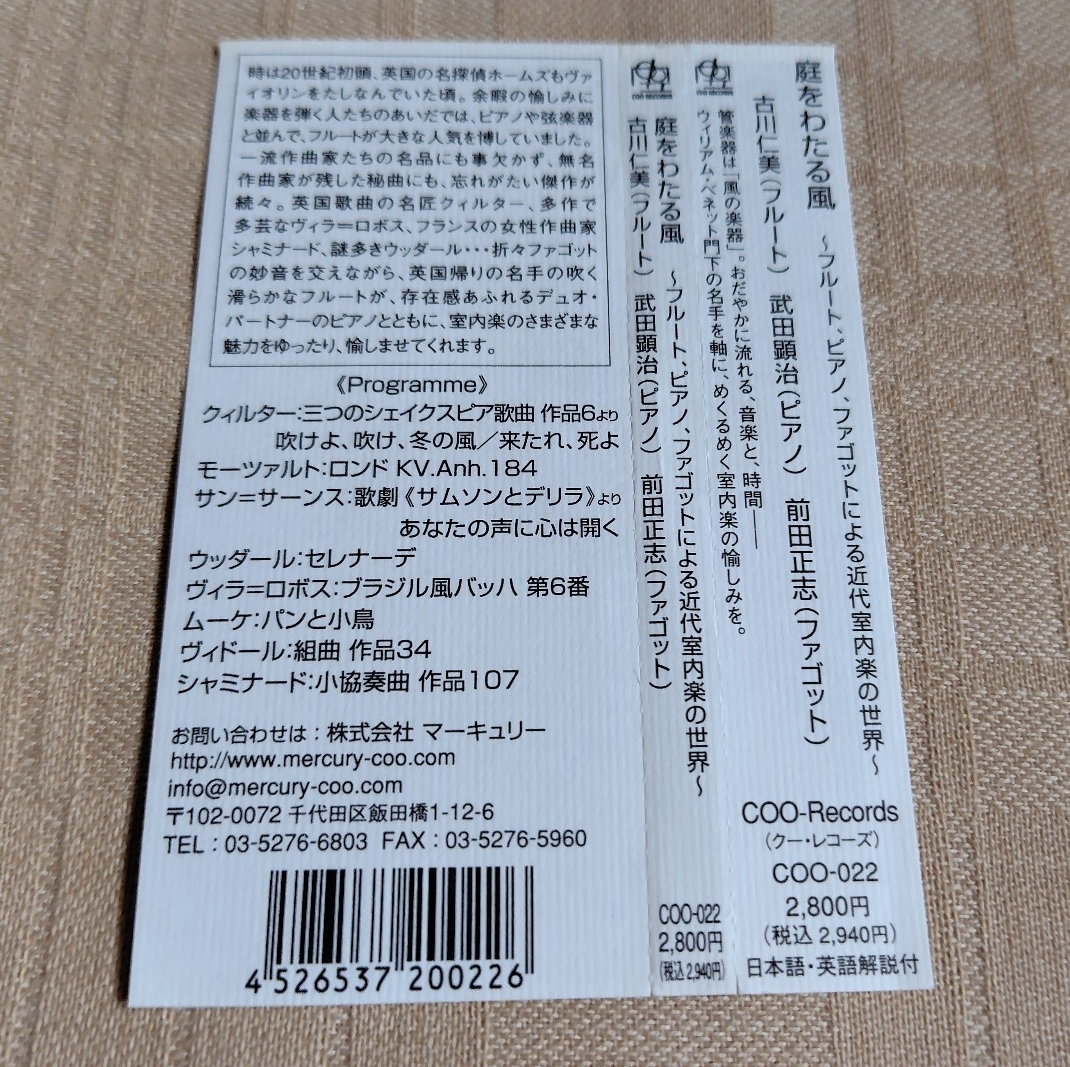 時は20世紀初頭、英国の名探偵ホームズもヴァ
イオリンをたしなんでいた頃。余暇の愉しみに
楽器を弾く人たちのあいだでは、ピアノや弦楽器
と並んで、フルートが大きな人気を博していました。
一流作曲家たちの名品にも事欠かず、無名
作曲家が残した秘曲にも、忘れがたい傑作が
続々。英国歌曲の名匠クィルター、多作で
多芸なヴィラ＝ロボス、フランスの女性作曲家
シャミナード、謎多きウッダール・・・折々ファゴット
の妙音を交えながら、英国帰りの名手の吹く
滑らかなフルートが、存在感あふれるデュオ・
パートナーのピアノとともに、室内楽のさまざまな
魅力をゆったり、愉しませてくれます。
《Programme》
クィルター：三つのシェイクスピア歌曲 作品6より
吹けよ、吹け、冬の風／来たれ、死よ
モーツァルト：ロンド KV.Anh.184
サン＝サーンス：歌劇《サムソンとデリラ》より
あなたの声に心は開く
ウッダール：セレナーデ
ヴィラ＝ロボス：ブラジル風バッハ 第6番
ムーケ：パンと小鳥
ヴィドール：組曲 作品34
シャミナード：小協奏曲 作品107
お問い合わせは：株式会社 マーキュリー
http://www.mercury-coo.com
info@mercury-coo.com
〒102-0072 千代田区飯田橋1-12-6
TEL：03-5276-6803 FAX：03-5276-5960
4 526537 200226
COO RECORDS
庭をわたる風 〜フルート、ピアノ、ファゴットによる近代室内楽の世界〜
古川仁美（フルート） 武田顕治（ピアノ） 前田正志（ファゴット）
COO-022
2,800円
（税込 2,940円）
COO RECORDS
庭をわたる風 〜フルート、ピアノ、ファゴットによる近代室内楽の世界〜
古川仁美（フルート） 武田顕治（ピアノ） 前田正志（ファゴット）
管楽器は「風の楽器」。おだやかに流れる、音楽と、時間――
ウィリアム・ベネット門下の名手を軸に、めくるめく室内楽の愉しみを。
COO-Records
（クー・レコーズ）
COO-022
2,800円
（税込 2,940円）
日本語・英語解説付